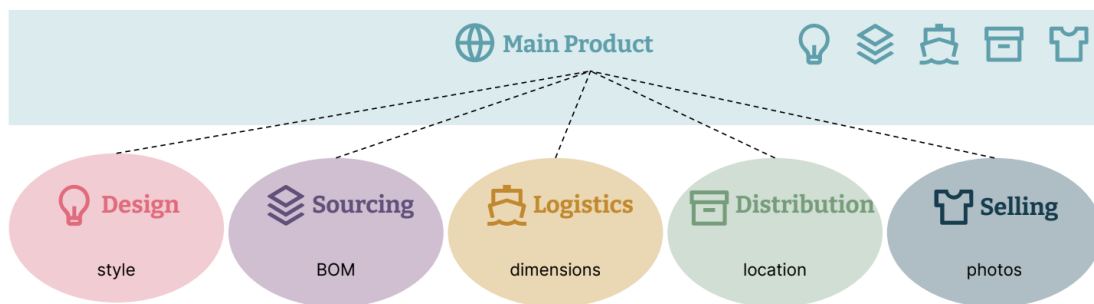 Main Product
Design
Sourcing
Logistics
Distribution
Selling
style
BOM
dimensions
location
photos